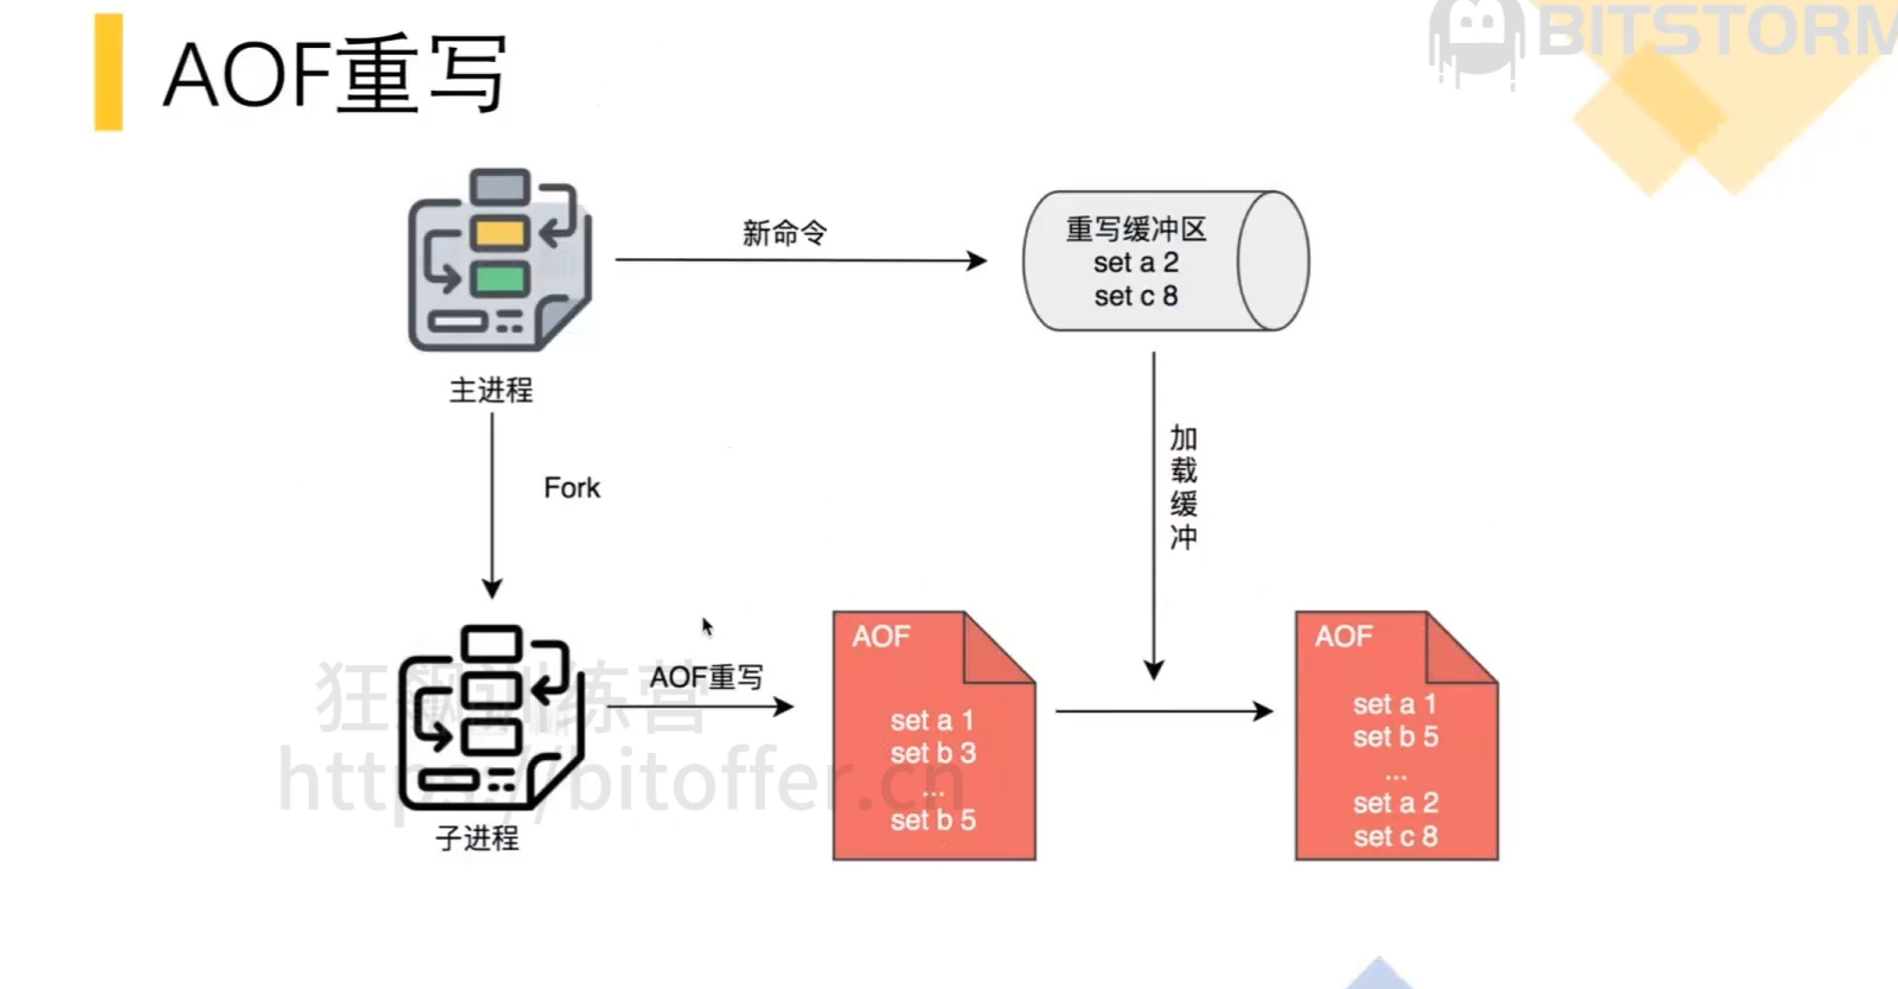 BITSTORM
AOF重写
新命令
重写缓冲区
set a 2
set c 8
主进程
加载缓冲
Fork
AOF重写
AOF
set a 1
set b 3
...
set b 5
AOF
set a 1
set b 5
...
set a 2
set c 8
狂飙训练营
https://bitoffer.cn
子进程